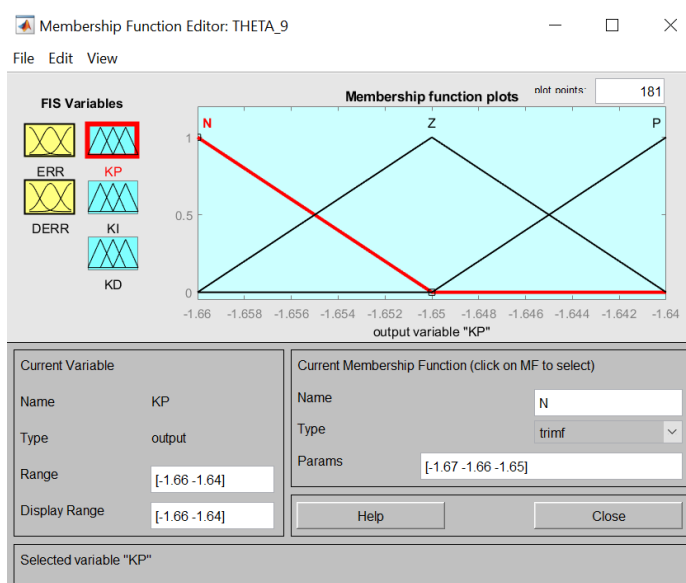 Membership Function Editor: THETA_9
File Edit View
FIS Variables
ERR
KP
DERR
KI
KD
Membership function plots
plot points:
181
N
Z
P
1
0.5
0
-1.66 -1.658 -1.656 -1.654 -1.652 -1.65 -1.648 -1.646 -1.644 -1.642 -1.64
output variable "KP"
Current Variable
Name KP
Type output
Range [-1.66 -1.64]
Display Range [-1.66 -1.64]
Current Membership Function (click on MF to select)
Name N
Type trimf
Params [-1.67 -1.66 -1.65]
Help Close
Selected variable "KP"